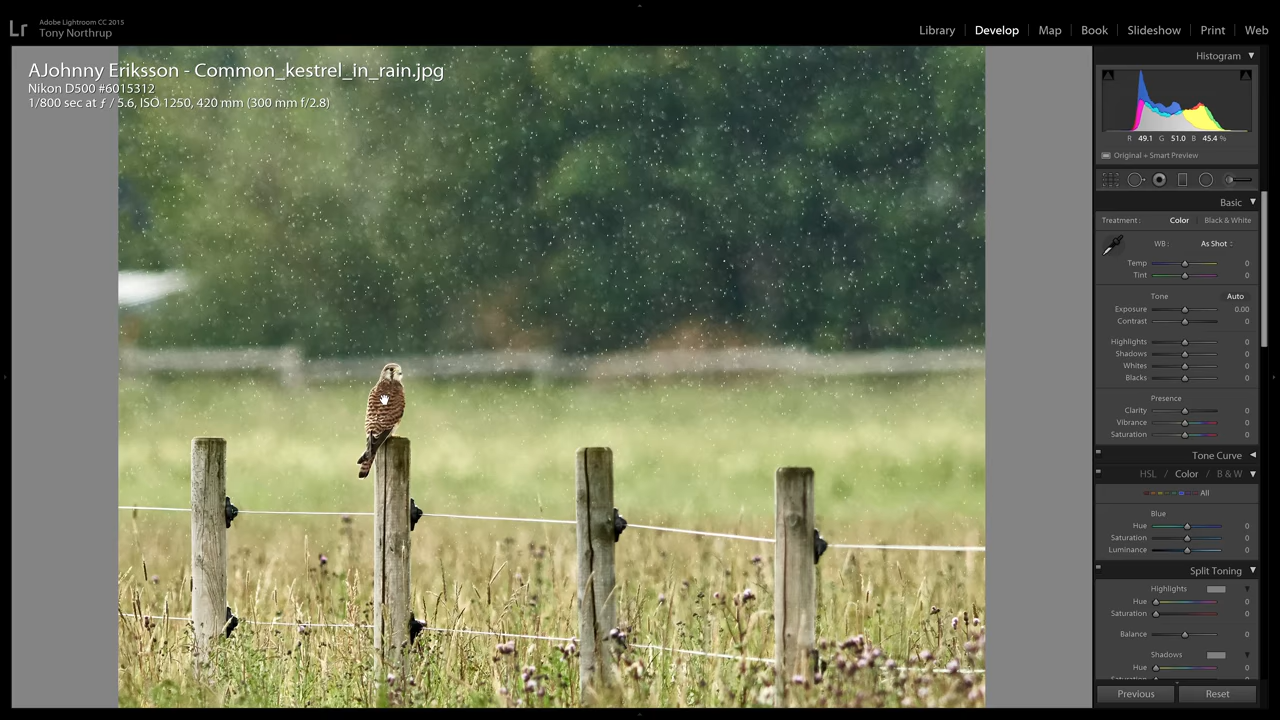 Lr
Adobe Lightroom CC 2015
Tony Northrup
Library | Develop | Map | Book | Slideshow | Print | Web
AJohnny Eriksson - Common_kestrel_in_rain.jpg
Nikon D500 #6015312
1/800 sec at ƒ / 5.6, ISO 1250, 420 mm (300 mm f/2.8)
Histogram
R 49.1 G 51.0 B 45.4 %
Original + Smart Preview
Basic
Treatment : Color Black & White
WB : As Shot
Temp 0
Tint 0
Tone Auto
Exposure 0.00
Contrast 0
Highlights 0
Shadows 0
Whites 0
Blacks 0
Presence
Clarity 0
Vibrance 0
Saturation 0
Tone Curve
HSL / Color / B & W
All
Blue
Hue 0
Saturation 0
Luminance 0
Split Toning
Highlights
Hue 0
Saturation 0
Balance 0
Shadows
Hue 0
Previous Reset